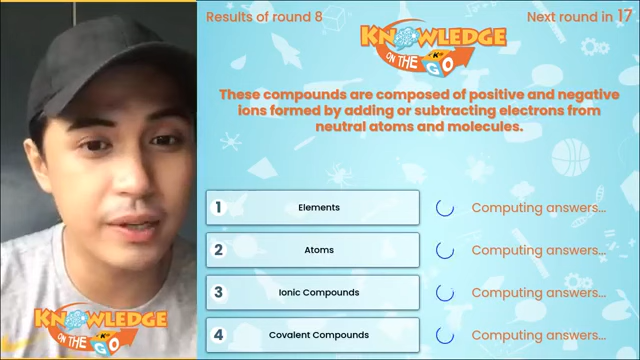 Results of round 8
Next round in 17
KNOWLEDGE
ON THE GO
These compounds are composed of positive and negative
ions formed by adding or subtracting electrons from
neutral atoms and molecules.
1 Elements Computing answers...
2 Atoms Computing answers...
3 Ionic Compounds Computing answers...
4 Covalent Compounds Computing answers...
KNOWLEDGE
ON THE GO